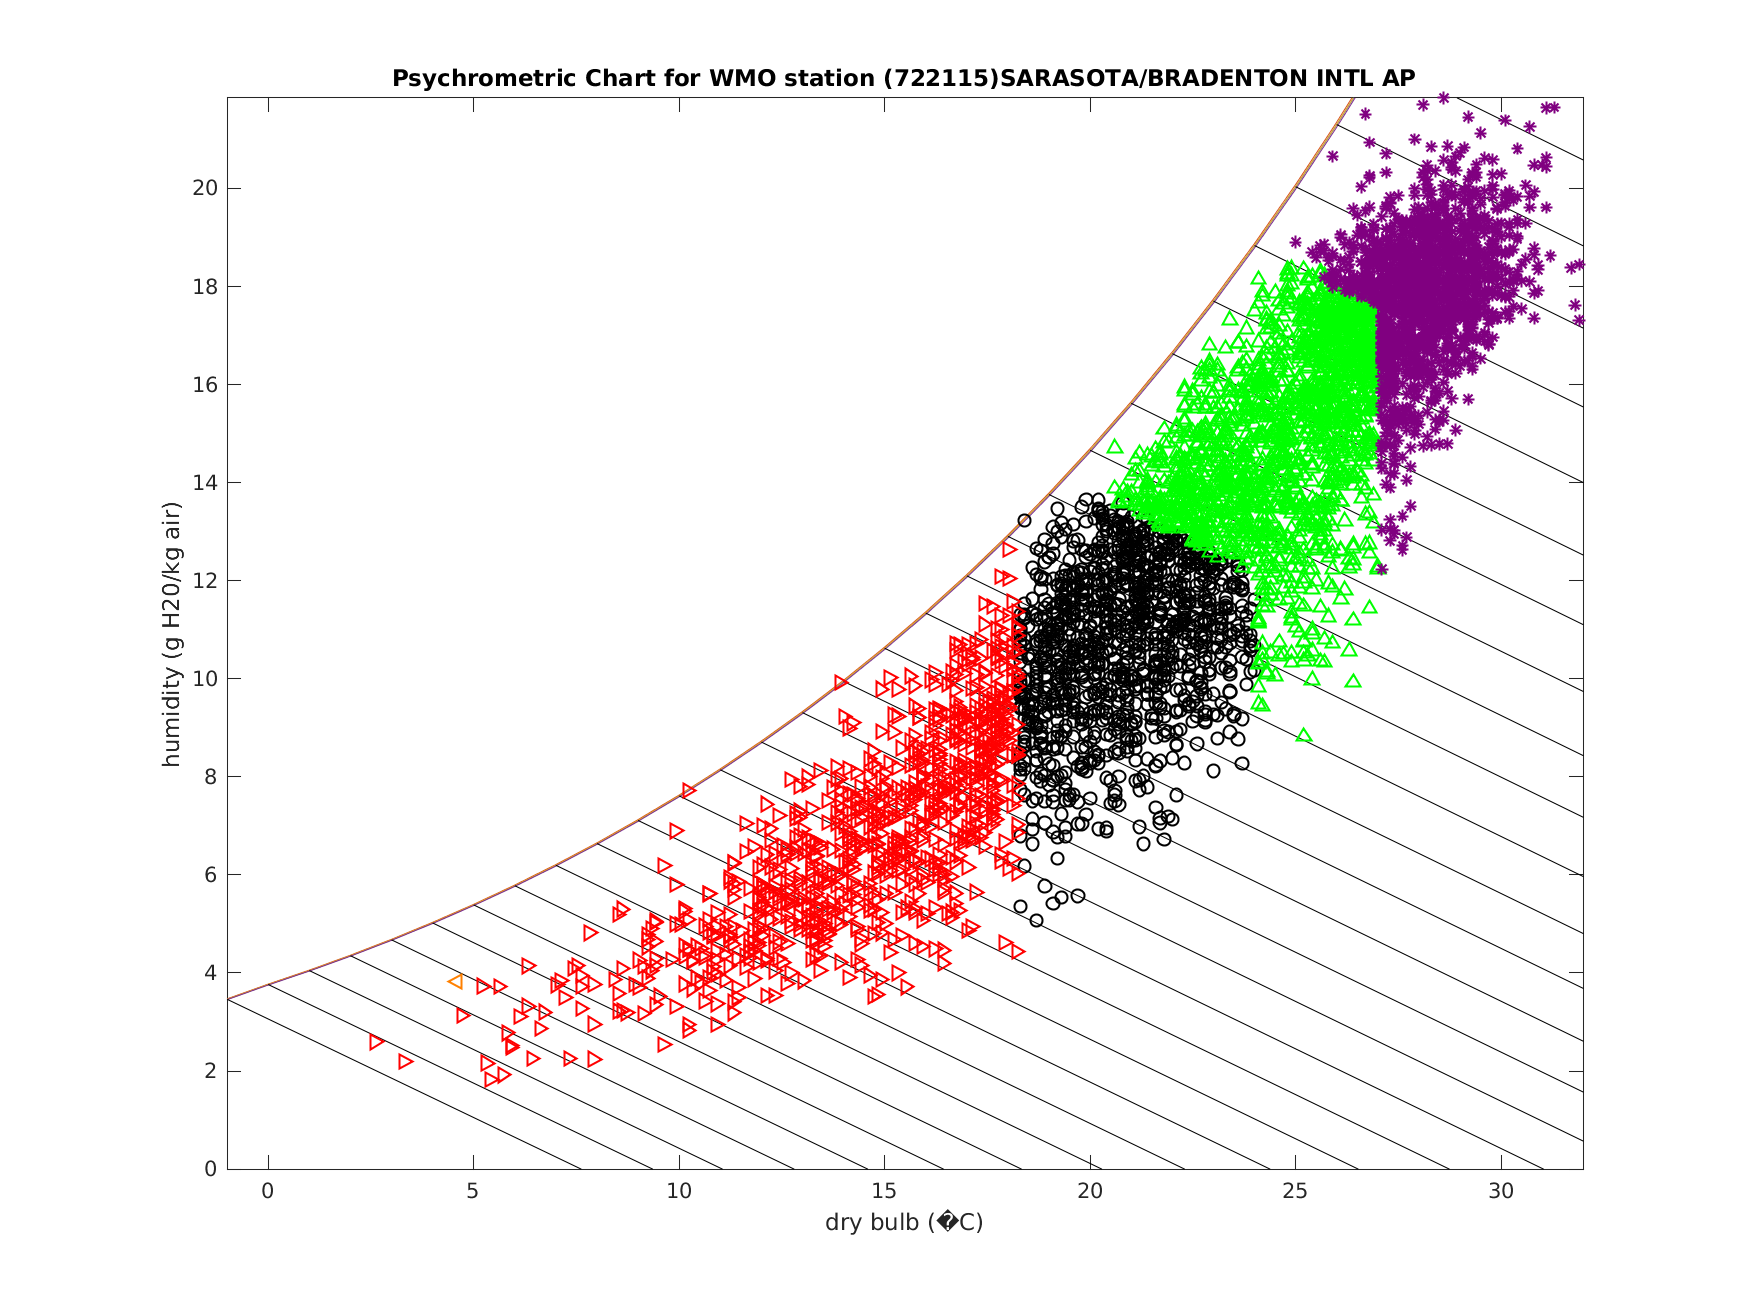 Psychrometric Chart for WMO station (722115)SARASOTA/BRADENTON INTL AP
20
18
16
14
12
10
8
6
4
2
0
humidity (g H20/kg air)
0 5 10 15 20 25 30
dry bulb (�C)